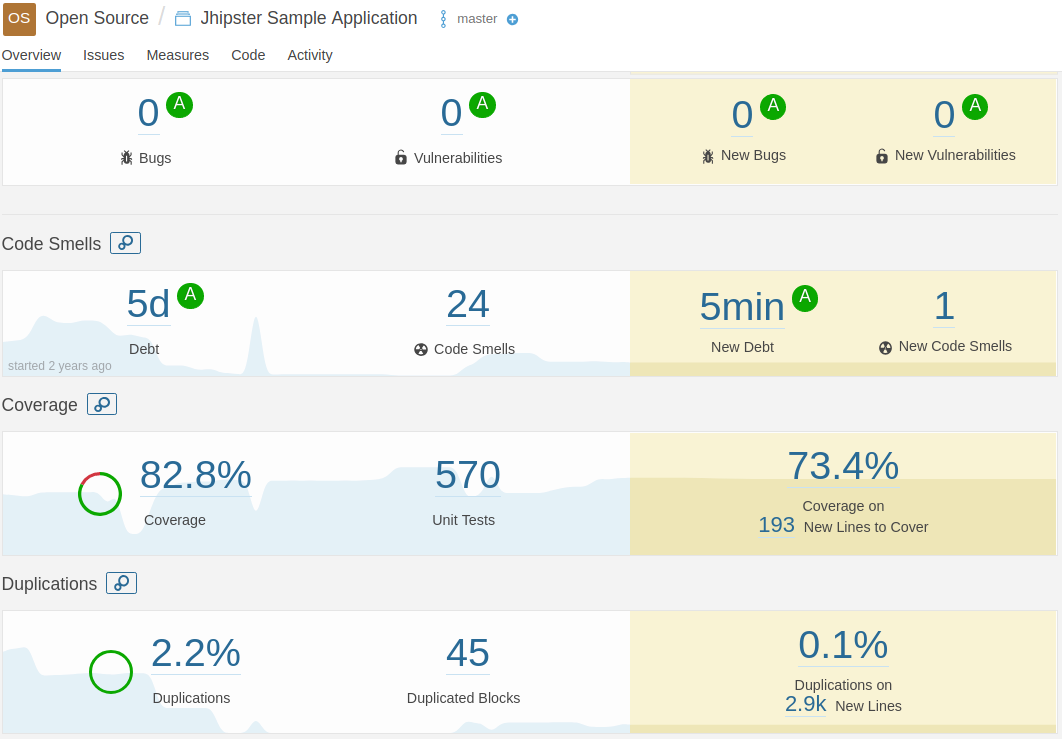 OS Open Source / Jhipster Sample Application master
Overview Issues Measures Code Activity
0 A 0 A 0 A 0 A
Bugs Vulnerabilities New Bugs New Vulnerabilities
Code Smells
5d A 24 5min A 1
Debt Code Smells New Debt New Code Smells
started 2 years ago
Coverage
82.8% 570 73.4%
Coverage Unit Tests Coverage on
193 New Lines to Cover
Duplications
2.2% 45 0.1%
Duplications Duplicated Blocks Duplications on
2.9k New Lines